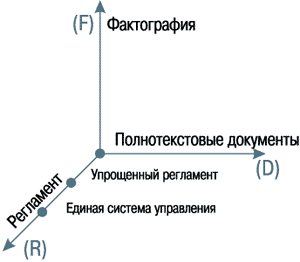 (F)
Фактография
Полнотекстовые документы
(D)
Упрощенный регламент
Регламент
Единая система управления
(R)